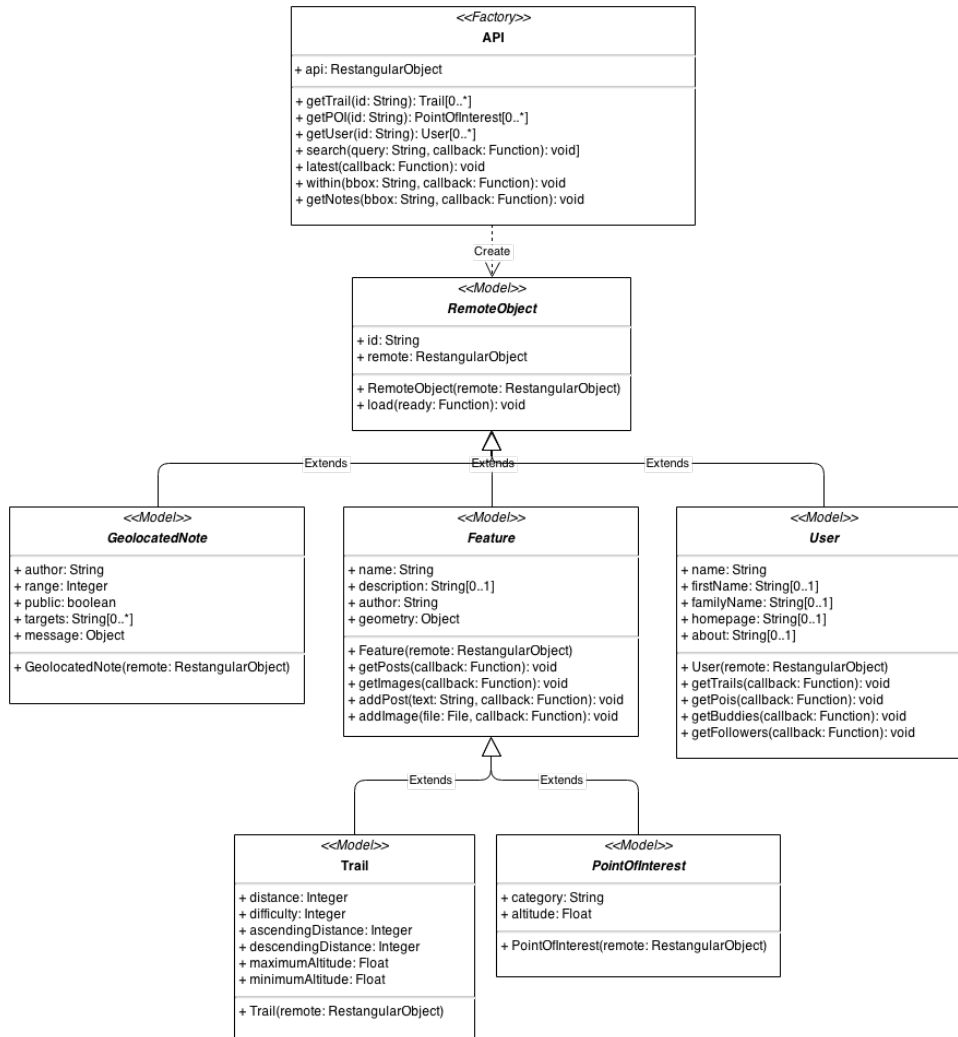 <<Factory>>
API
+ api: RestangularObject
+ getTrail(id: String): Trail[0..*]
+ getPOI(id: String): PointOfInterest[0..*]
+ getUser(id: String): User[0..*]
+ search(query: String, callback: Function): void]
+ latest(callback: Function): void
+ within(bbox: String, callback: Function): void
+ getNotes(bbox: String, callback: Function): void
Create
<<Model>>
RemoteObject
+ id: String
+ remote: RestangularObject
+ RemoteObject(remote: RestangularObject)
+ load(ready: Function): void
Extends
Extends
Extends
<<Model>>
GeolocatedNote
+ author: String
+ range: Integer
+ public: boolean
+ targets: String[0..*]
+ message: Object
+ GeolocatedNote(remote: RestangularObject)
<<Model>>
Feature
+ name: String
+ description: String[0..1]
+ author: String
+ geometry: Object
+ Feature(remote: RestangularObject)
+ getPosts(callback: Function): void
+ getImages(callback: Function): void
+ addPost(text: String, callback: Function): void
+ addImage(file: File, callback: Function): void
<<Model>>
User
+ name: String
+ firstName: String[0..1]
+ familyName: String[0..1]
+ homepage: String[0..1]
+ about: String[0..1]
+ User(remote: RestangularObject)
+ getTrails(callback: Function): void
+ getPois(callback: Function): void
+ getBuddies(callback: Function): void
+ getFollowers(callback: Function): void
Extends
Extends
<<Model>>
Trail
+ distance: Integer
+ difficulty: Integer
+ ascendingDistance: Integer
+ descendingDistance: Integer
+ maximumAltitude: Float
+ minimumAltitude: Float
+ Trail(remote: RestangularObject)
<<Model>>
PointOfInterest
+ category: String
+ altitude: Float
+ PointOfInterest(remote: RestangularObject)